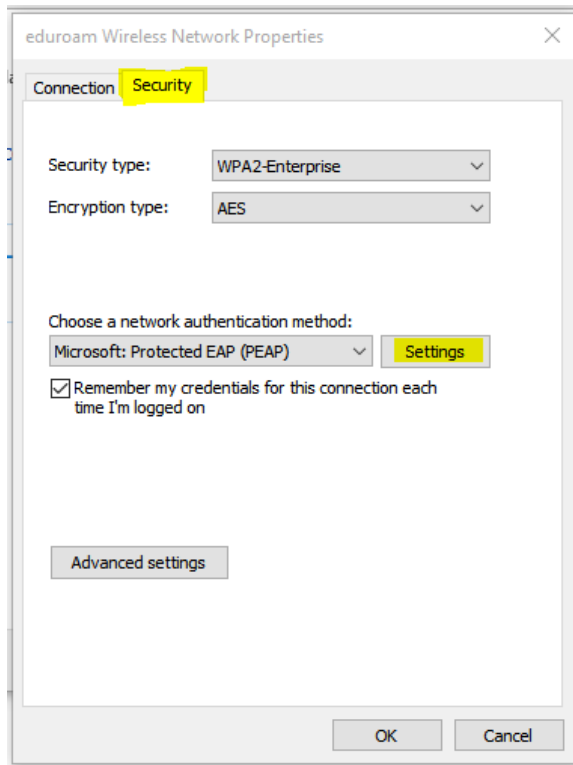 eduroam Wireless Network Properties
Connection
Security
Security type:
WPA2-Enterprise
Encryption type:
AES
Choose a network authentication method:
Microsoft: Protected EAP (PEAP)
Settings
Remember my credentials for this connection each
time I'm logged on
Advanced settings
OK
Cancel